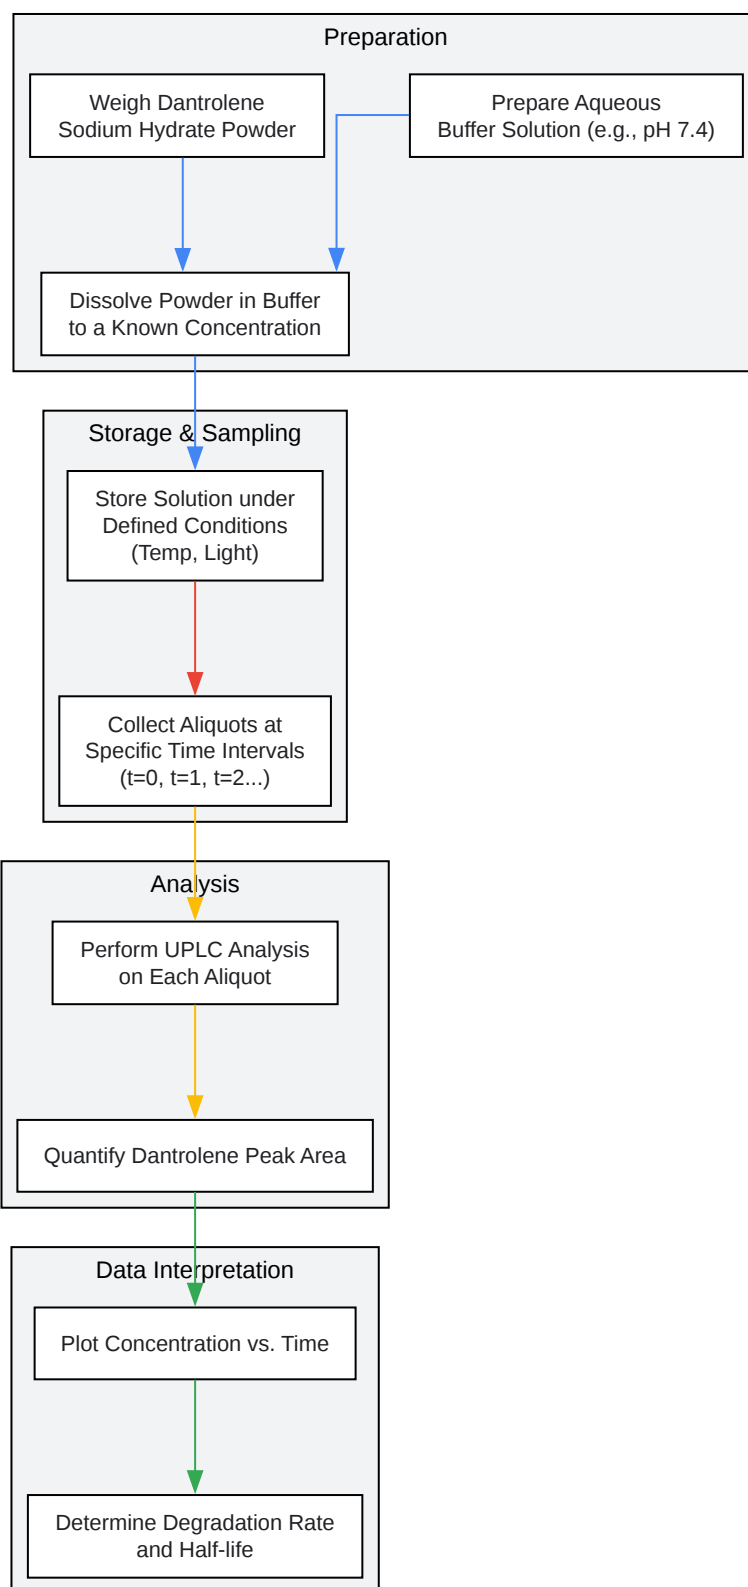 Preparation
Weigh Dantrolene
Sodium Hydrate Powder
Prepare Aqueous
Buffer Solution (e.g., pH 7.4)
Dissolve Powder in Buffer
to a Known Concentration
Storage & Sampling
Store Solution under
Defined Conditions
(Temp, Light)
Collect Aliquots at
Specific Time Intervals
(t=0, t=1, t=2...)
Analysis
Perform UPLC Analysis
on Each Aliquot
Quantify Dantrolene Peak Area
Data Interpretation
Plot Concentration vs. Time
Determine Degradation Rate
and Half-life